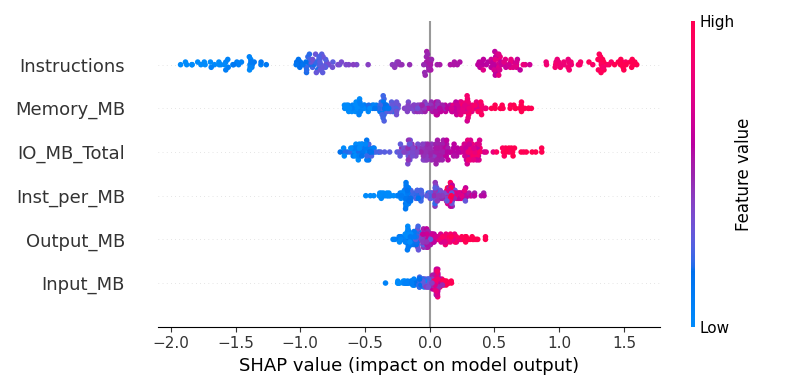 High
Instructions
Memory_MB
IO_MB_Total
Inst_per_MB
Output_MB
Input_MB
Feature value
Low
−2.0 −1.5 −1.0 −0.5 0.0 0.5 1.0 1.5
SHAP value (impact on model output)